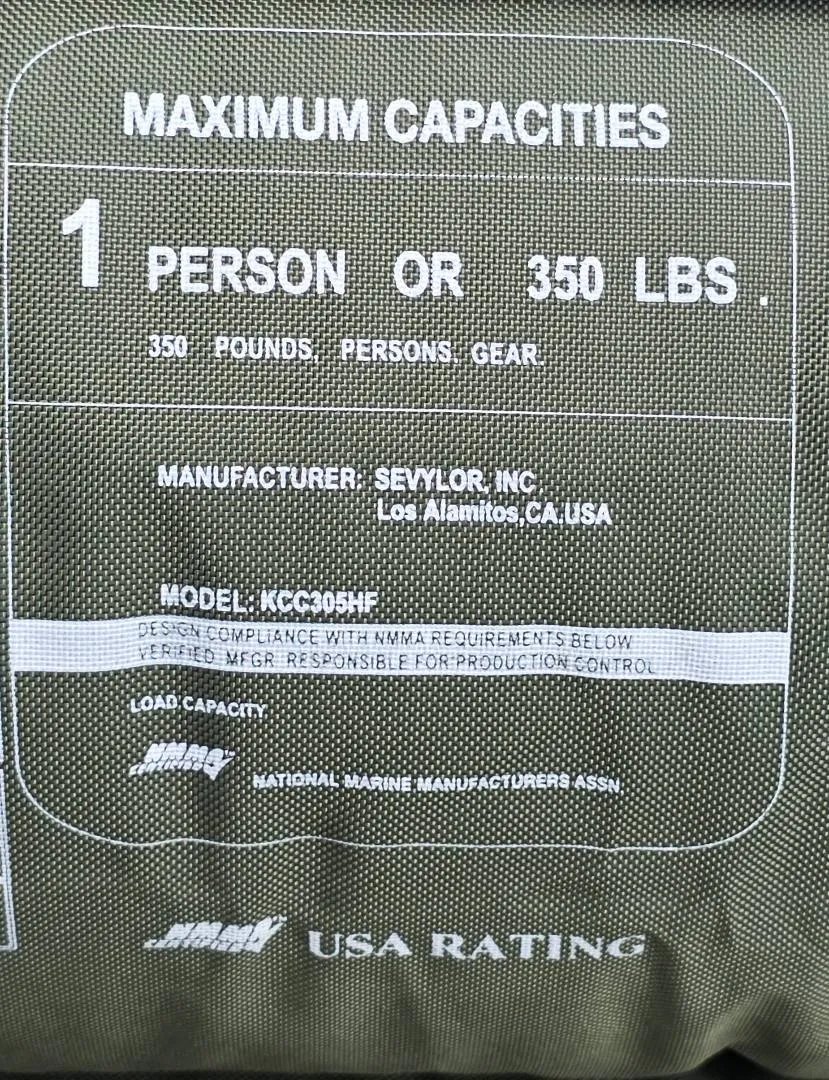 MAXIMUM CAPACITIES
1 PERSON OR 350 LBS.
350 POUNDS, PERSONS. GEAR.
MANUFACTURER: SEVYLOR, INC
Los Alamitos,CA.USA
MODEL: KCC305HF
DESIGN COMPLIANCE WITH NMMA REQUIREMENTS BELOW
VERIFIED. MFGR RESPONSIBLE FOR PRODUCTION CONTROL
LOAD CAPACITY
NMMA
NATIONAL MARINE MANUFACTURERS ASSN.
NMMA USA RATING